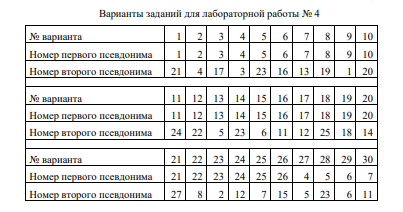 Варианты заданий для лабораторной работы № 4
№ варианта 1 2 3 4 5 6 7 8 9 10
Номер первого псевдонима 1 2 3 4 5 6 7 8 9 10
Номер второго псевдонима 21 4 17 3 23 16 13 19 1 20
№ варианта 11 12 13 14 15 16 17 18 19 20
Номер первого псевдонима 11 12 13 14 15 16 17 18 19 20
Номер второго псевдонима 24 22 5 23 6 11 12 25 18 14
№ варианта 21 22 23 24 25 26 27 28 29 30
Номер первого псевдонима 21 22 23 24 25 26 4 5 6 7
Номер второго псевдонима 27 8 2 12 7 15 5 23 6 11